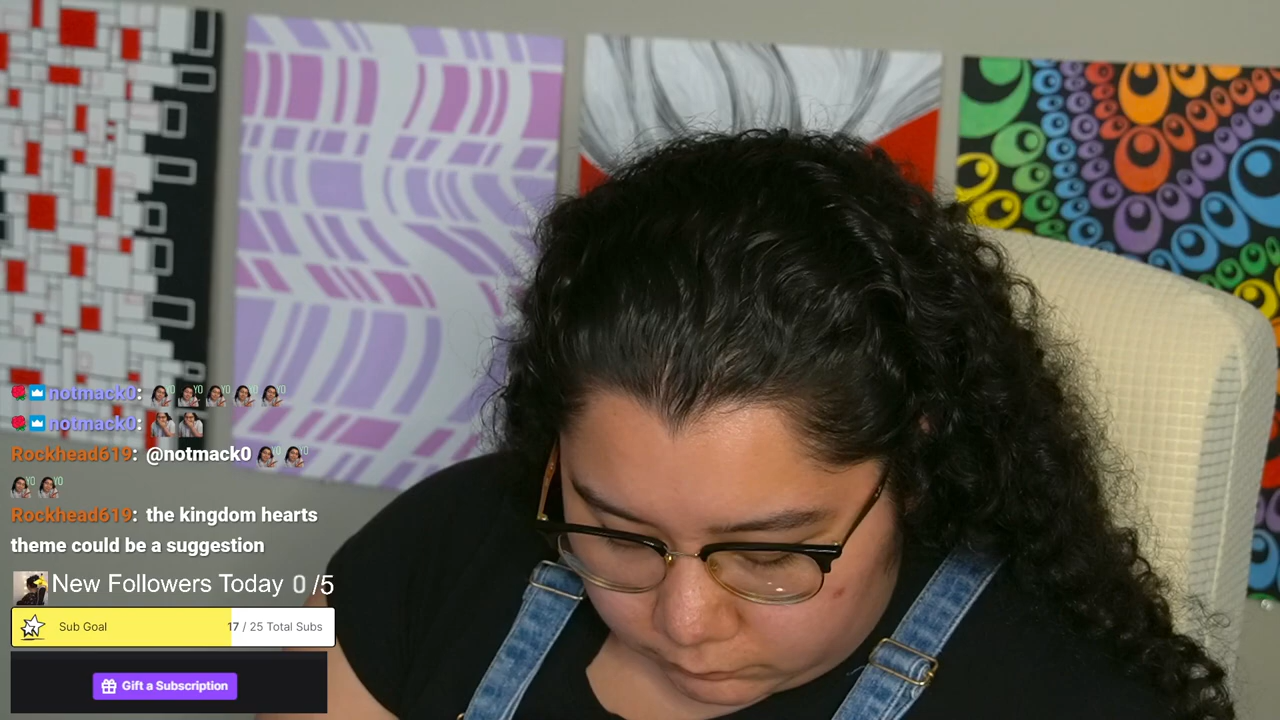 notmack0:
notmack0:
Rockhead619: @notmack0
Rockhead619: the kingdom hearts
theme could be a suggestion
New Followers Today 0 /5
Sub Goal 17 / 25 Total Subs
Gift a Subscription